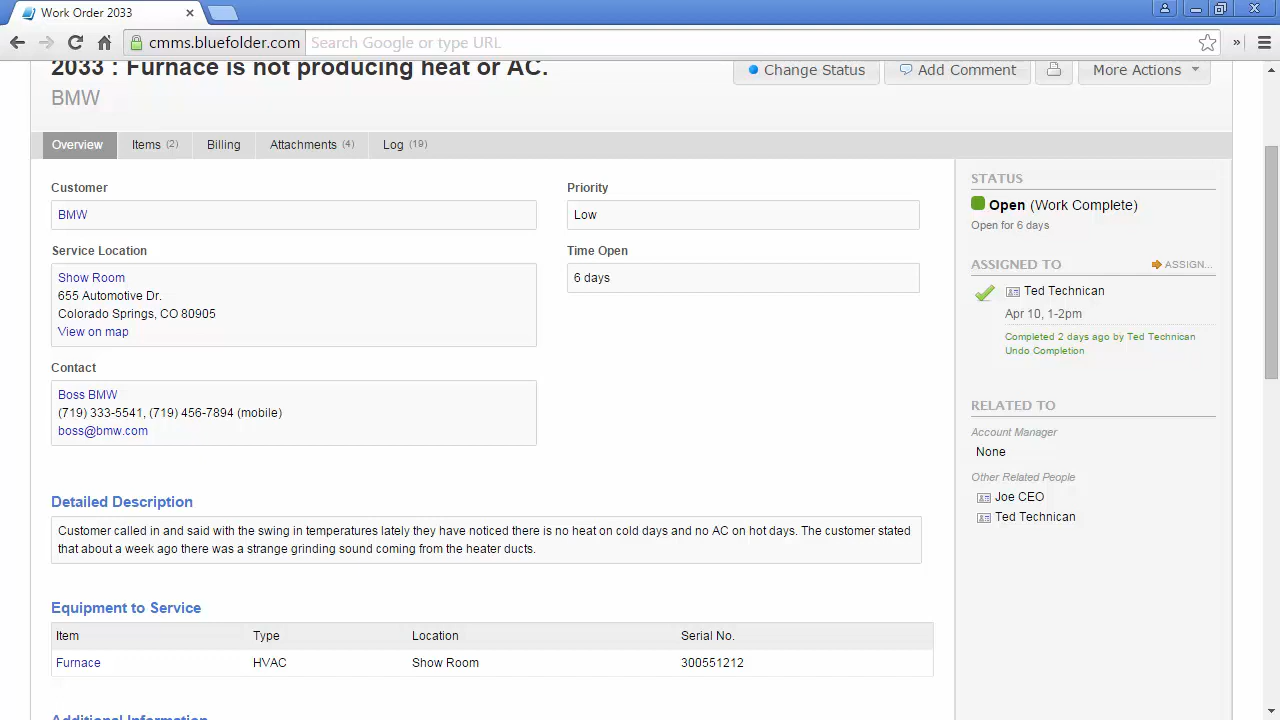 Work Order 2033
cmms.bluefolder.com Search Google or type URL
2033 : Furnace is not producing heat or AC.
BMW
Change Status
Add Comment
More Actions
Overview
Items (2)
Billing
Attachments (4)
Log (19)
Customer
BMW
Service Location
Show Room
655 Automotive Dr.
Colorado Springs, CO 80905
View on map
Contact
Boss BMW
(719) 333-5541, (719) 456-7894 (mobile)
boss@bmw.com
Priority
Low
Time Open
6 days
Detailed Description
Customer called in and said with the swing in temperatures lately they have noticed there is no heat on cold days and no AC on hot days. The customer stated
that about a week ago there was a strange grinding sound coming from the heater ducts.
Equipment to Service
Item Type Location Serial No.
Furnace HVAC Show Room 300551212
Additional Information
STATUS
Open (Work Complete)
Open for 6 days
ASSIGNED TO ASSIGN...
Ted Technican
Apr 10, 1-2pm
Completed 2 days ago by Ted Technican
Undo Completion
RELATED TO
Account Manager
None
Other Related People
Joe CEO
Ted Technican